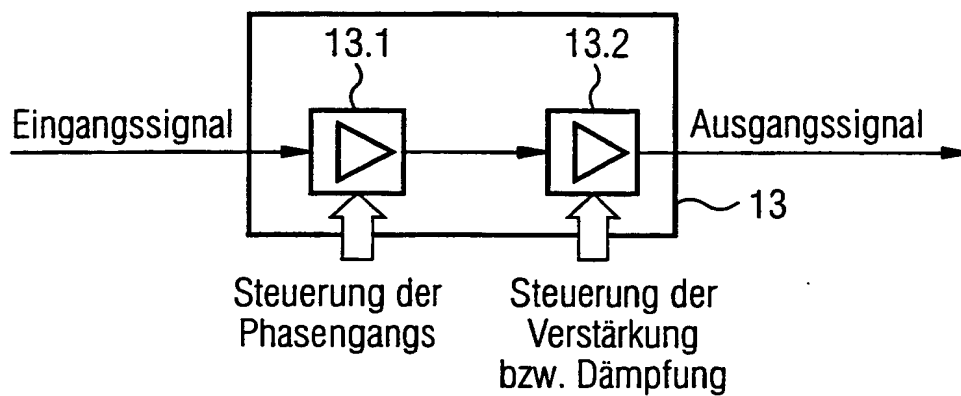 13.1
13.2
Eingangssignal
Ausgangssignal
13
Steuerung der
Phasengangs
Steuerung der
Verstärkung
bzw. Dämpfung